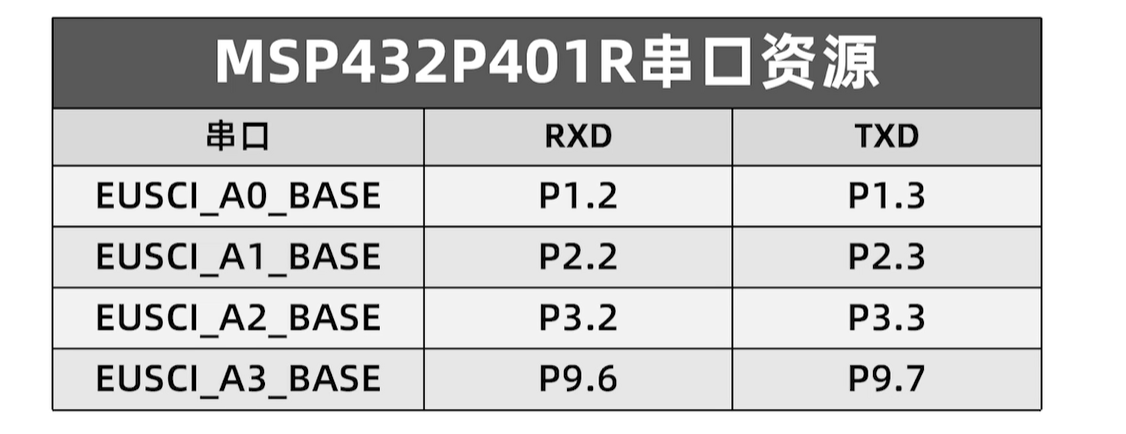 MSP432P401R串口资源
串口 RXD TXD
EUSCI_A0_BASE P1.2 P1.3
EUSCI_A1_BASE P2.2 P2.3
EUSCI_A2_BASE P3.2 P3.3
EUSCI_A3_BASE P9.6 P9.7